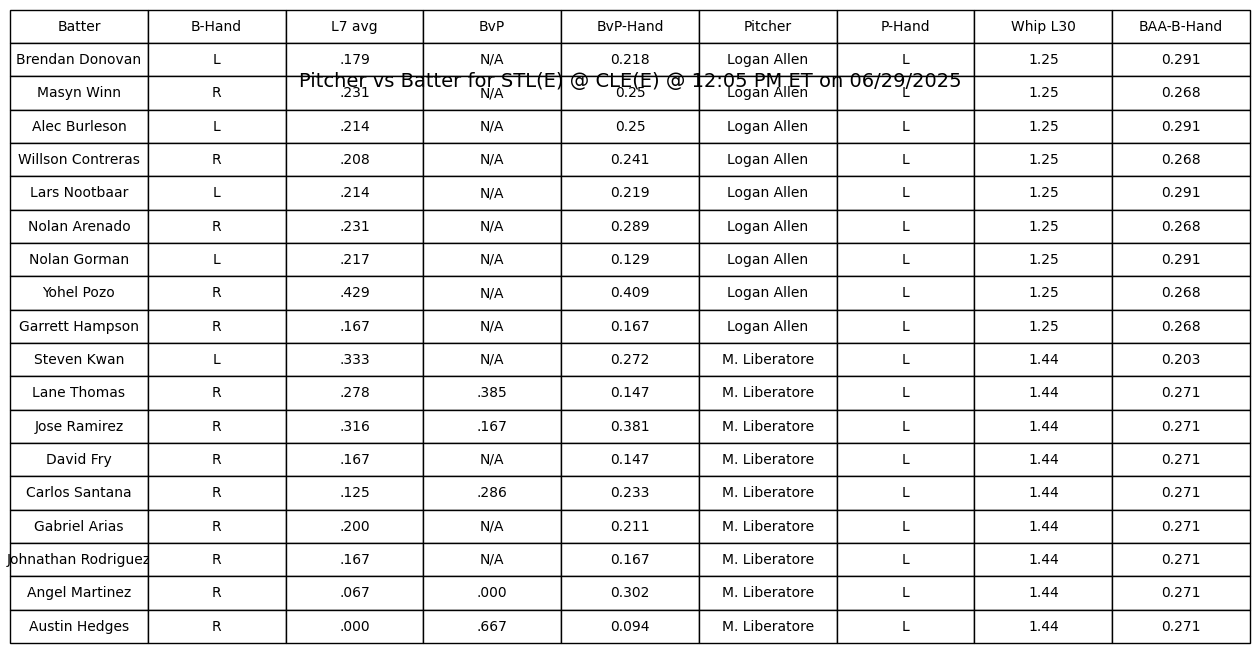 Batter B-Hand L7 avg BvP BvP-Hand Pitcher P-Hand Whip L30 BAA-B-Hand
Brendan Donovan L .179 N/A 0.218 Logan Allen L 1.25 0.291
Pitcher vs Batter for STL(E) @ CLE(E) @ 12:05 PM ET on 06/29/2025
Masyn Winn R .231 N/A 0.25 Logan Allen L 1.25 0.268
Alec Burleson L .214 N/A 0.25 Logan Allen L 1.25 0.291
Willson Contreras R .208 N/A 0.241 Logan Allen L 1.25 0.268
Lars Nootbaar L .214 N/A 0.219 Logan Allen L 1.25 0.291
Nolan Arenado R .231 N/A 0.289 Logan Allen L 1.25 0.268
Nolan Gorman L .217 N/A 0.129 Logan Allen L 1.25 0.291
Yohel Pozo R .429 N/A 0.409 Logan Allen L 1.25 0.268
Garrett Hampson R .167 N/A 0.167 Logan Allen L 1.25 0.268
Steven Kwan L .333 N/A 0.272 M. Liberatore L 1.44 0.203
Lane Thomas R .278 .385 0.147 M. Liberatore L 1.44 0.271
Jose Ramirez R .316 .167 0.381 M. Liberatore L 1.44 0.271
David Fry R .167 N/A 0.147 M. Liberatore L 1.44 0.271
Carlos Santana R .125 .286 0.233 M. Liberatore L 1.44 0.271
Gabriel Arias R .200 N/A 0.211 M. Liberatore L 1.44 0.271
Johnathan Rodriguez R .167 N/A 0.167 M. Liberatore L 1.44 0.271
Angel Martinez R .067 .000 0.302 M. Liberatore L 1.44 0.271
Austin Hedges R .000 .667 0.094 M. Liberatore L 1.44 0.271